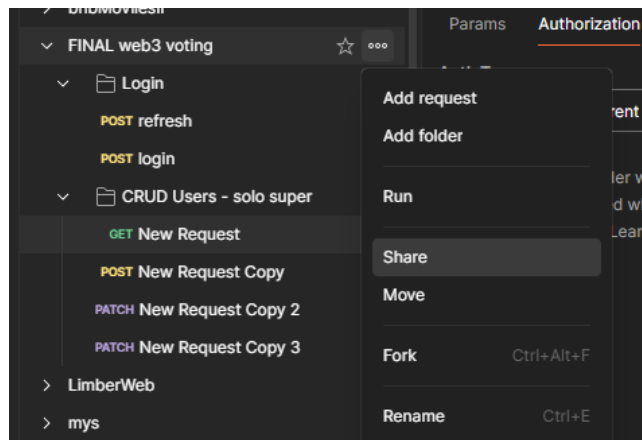 bnbMovilesII
Params
Authorization
FINAL web3 voting
Login
POST refresh
POST login
CRUD Users - solo super
GET New Request
POST New Request Copy
PATCH New Request Copy 2
PATCH New Request Copy 3
LimberWeb
mys
Add request
Add folder
Run
Share
Move
Fork Ctrl+Alt+F
Rename Ctrl+E